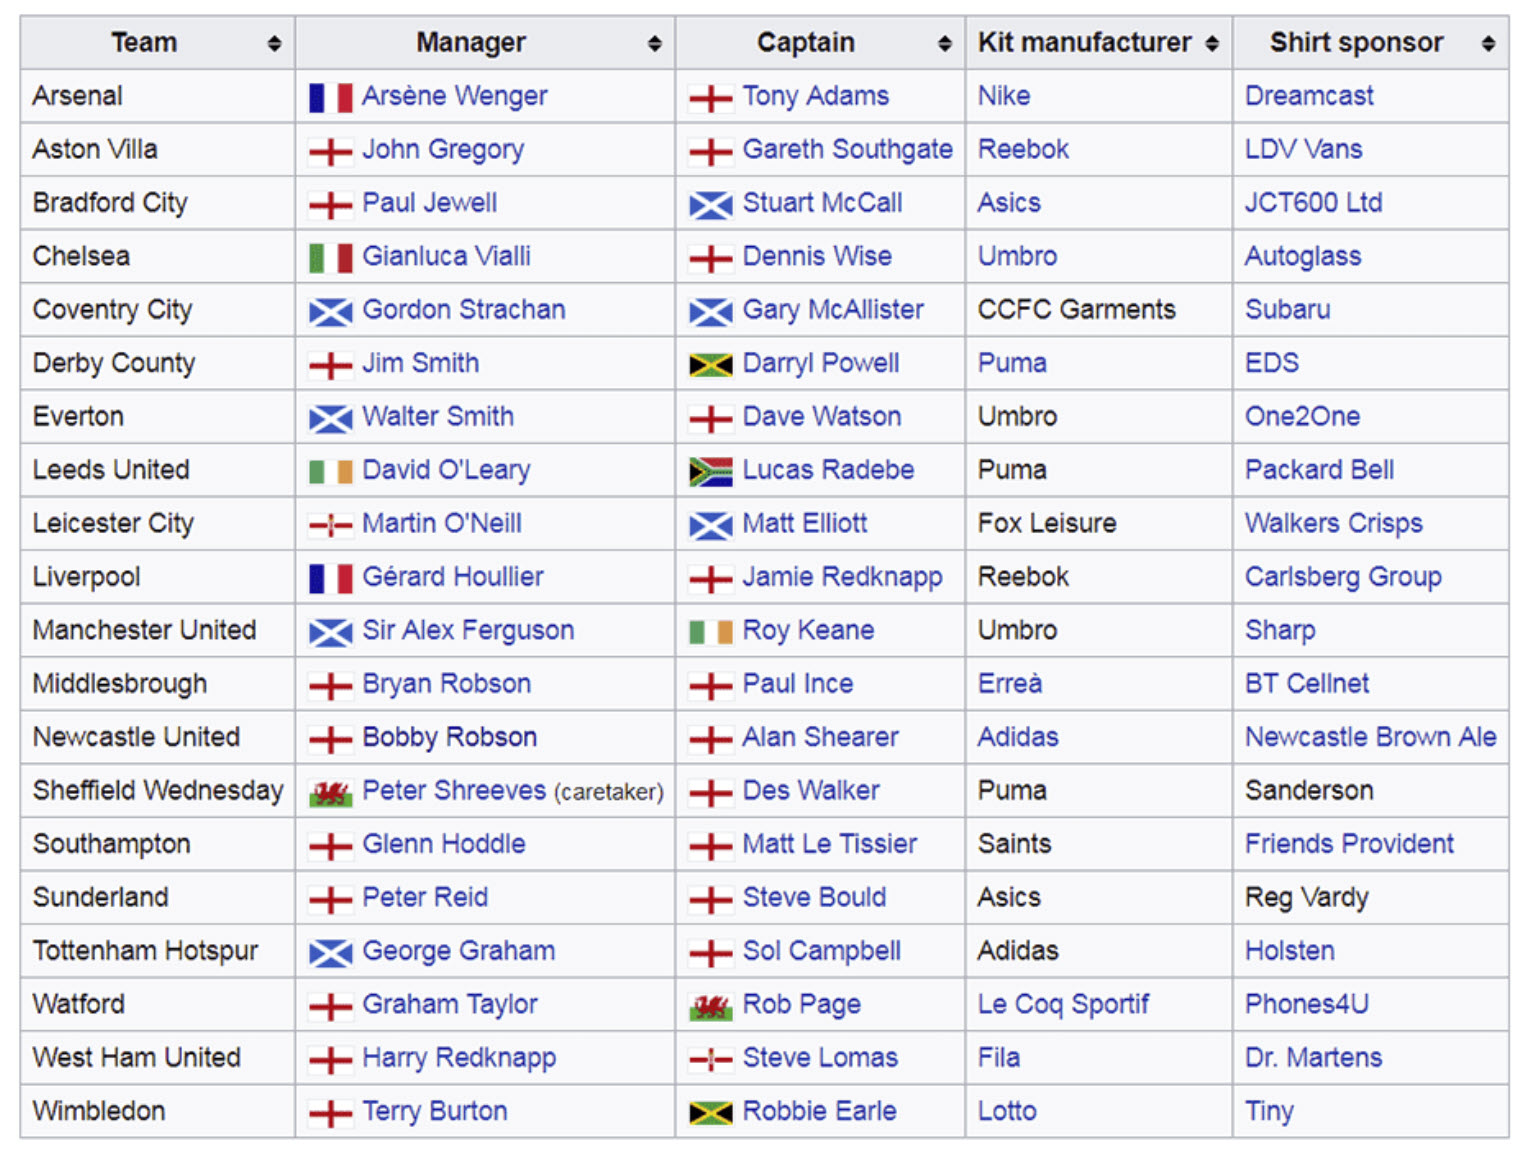 Team Manager Captain Kit manufacturer Shirt sponsor
Arsenal Arsène Wenger Tony Adams Nike Dreamcast
Aston Villa John Gregory Gareth Southgate Reebok LDV Vans
Bradford City Paul Jewell Stuart McCall Asics JCT600 Ltd
Chelsea Gianluca Vialli Dennis Wise Umbro Autoglass
Coventry City Gordon Strachan Gary McAllister CCFC Garments Subaru
Derby County Jim Smith Darryl Powell Puma EDS
Everton Walter Smith Dave Watson Umbro One2One
Leeds United David O'Leary Lucas Radebe Puma Packard Bell
Leicester City Martin O'Neill Matt Elliott Fox Leisure Walkers Crisps
Liverpool Gérard Houllier Jamie Redknapp Reebok Carlsberg Group
Manchester United Sir Alex Ferguson Roy Keane Umbro Sharp
Middlesbrough Bryan Robson Paul Ince Erreà BT Cellnet
Newcastle United Bobby Robson Alan Shearer Adidas Newcastle Brown Ale
Sheffield Wednesday Peter Shreeves (caretaker) Des Walker Puma Sanderson
Southampton Glenn Hoddle Matt Le Tissier Saints Friends Provident
Sunderland Peter Reid Steve Bould Asics Reg Vardy
Tottenham Hotspur George Graham Sol Campbell Adidas Holsten
Watford Graham Taylor Rob Page Le Coq Sportif Phones4U
West Ham United Harry Redknapp Steve Lomas Fila Dr. Martens
Wimbledon Terry Burton Robbie Earle Lotto Tiny